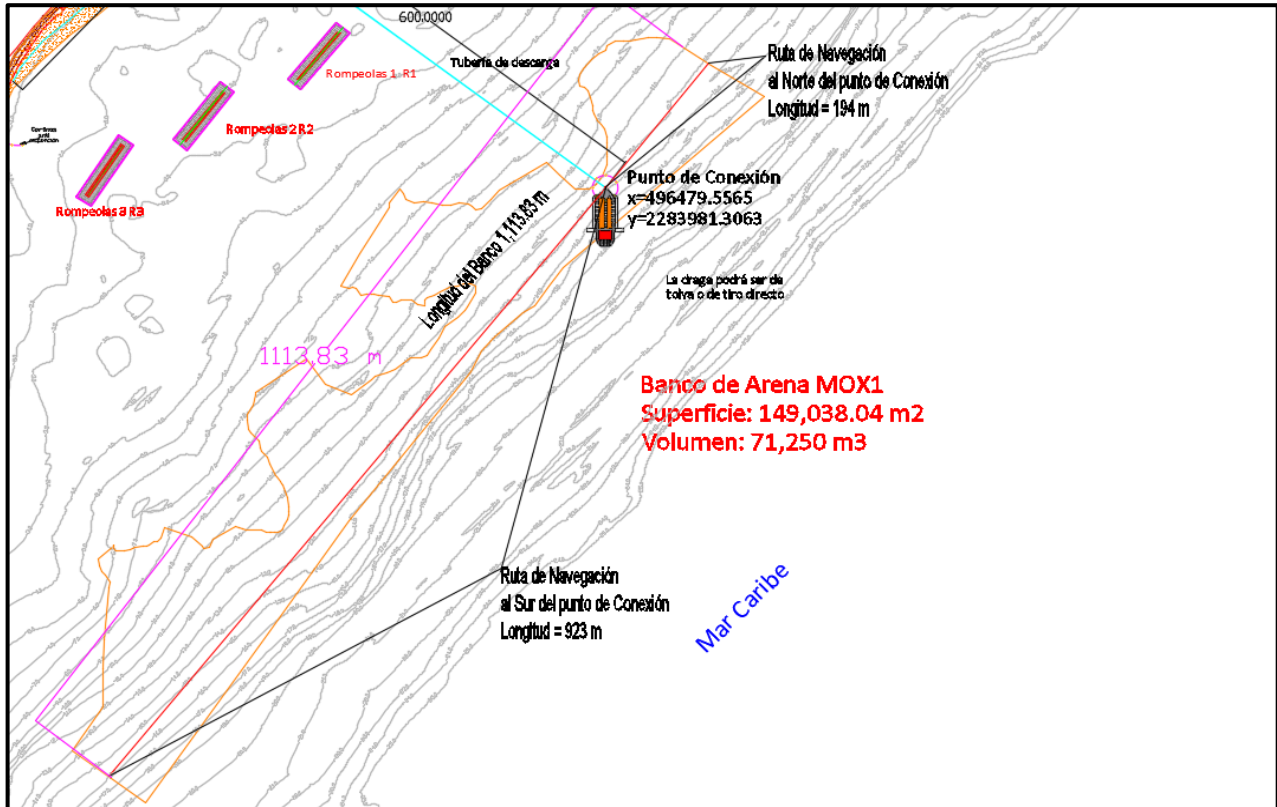 600.0000
Tubería de descarga
Ruta de Navegación
al Norte del punto de Conexión
Longitud = 194 m
Rompeolas 1 R1
Rompeolas 2 R2
Rompeolas 3 R3
Punto de Conexión
x=496479.5565
y=2283981.3063
Longitud del Banco 1,113.83 m
La draga podrá ser de
tolva o de tiro directo
1113,83 m
Banco de Arena MOX1
Superficie: 149,038.04 m2
Volumen: 71,250 m3
Ruta de Navegación
al Sur del punto de Conexión
Longitud = 923 m
Mar Caribe